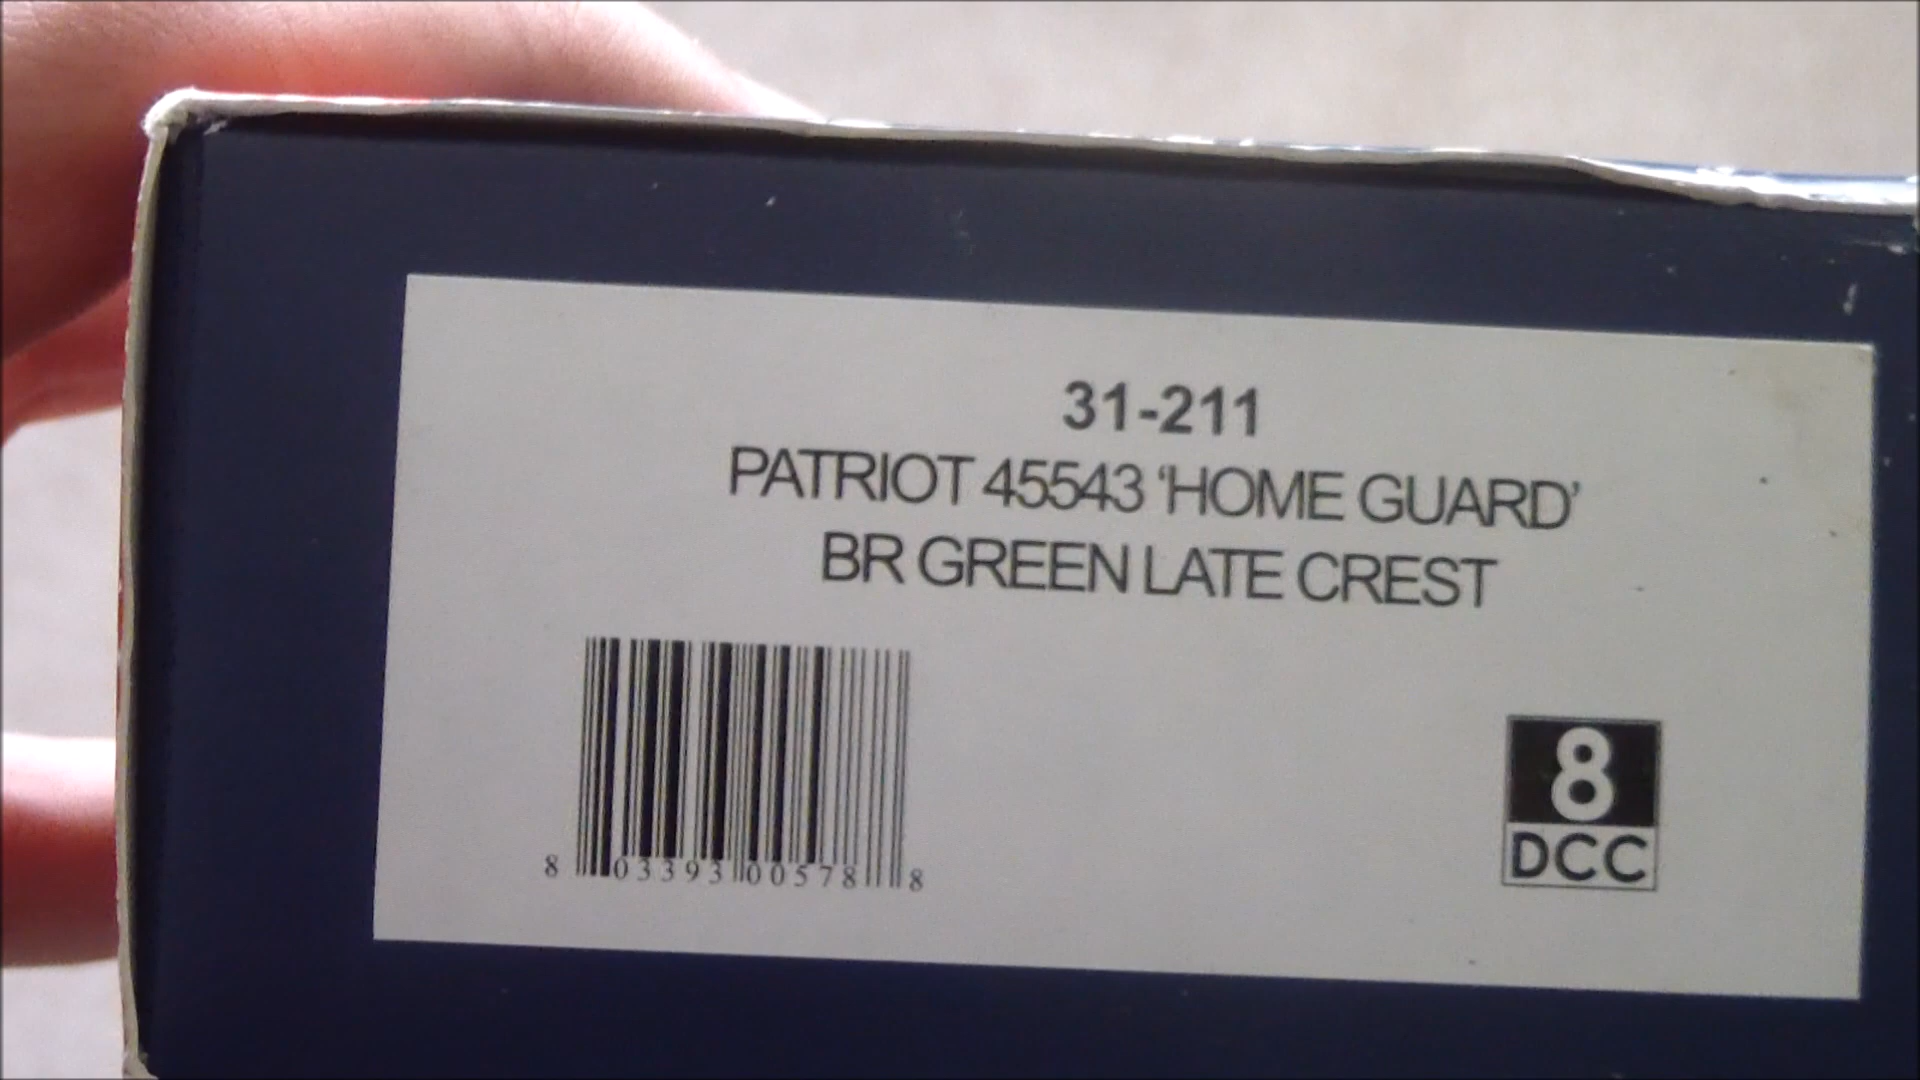 31-211
PATRIOT 45543 ‘HOME GUARD’
BR GREEN LATE CREST
8 03393 00578 8
8
DCC